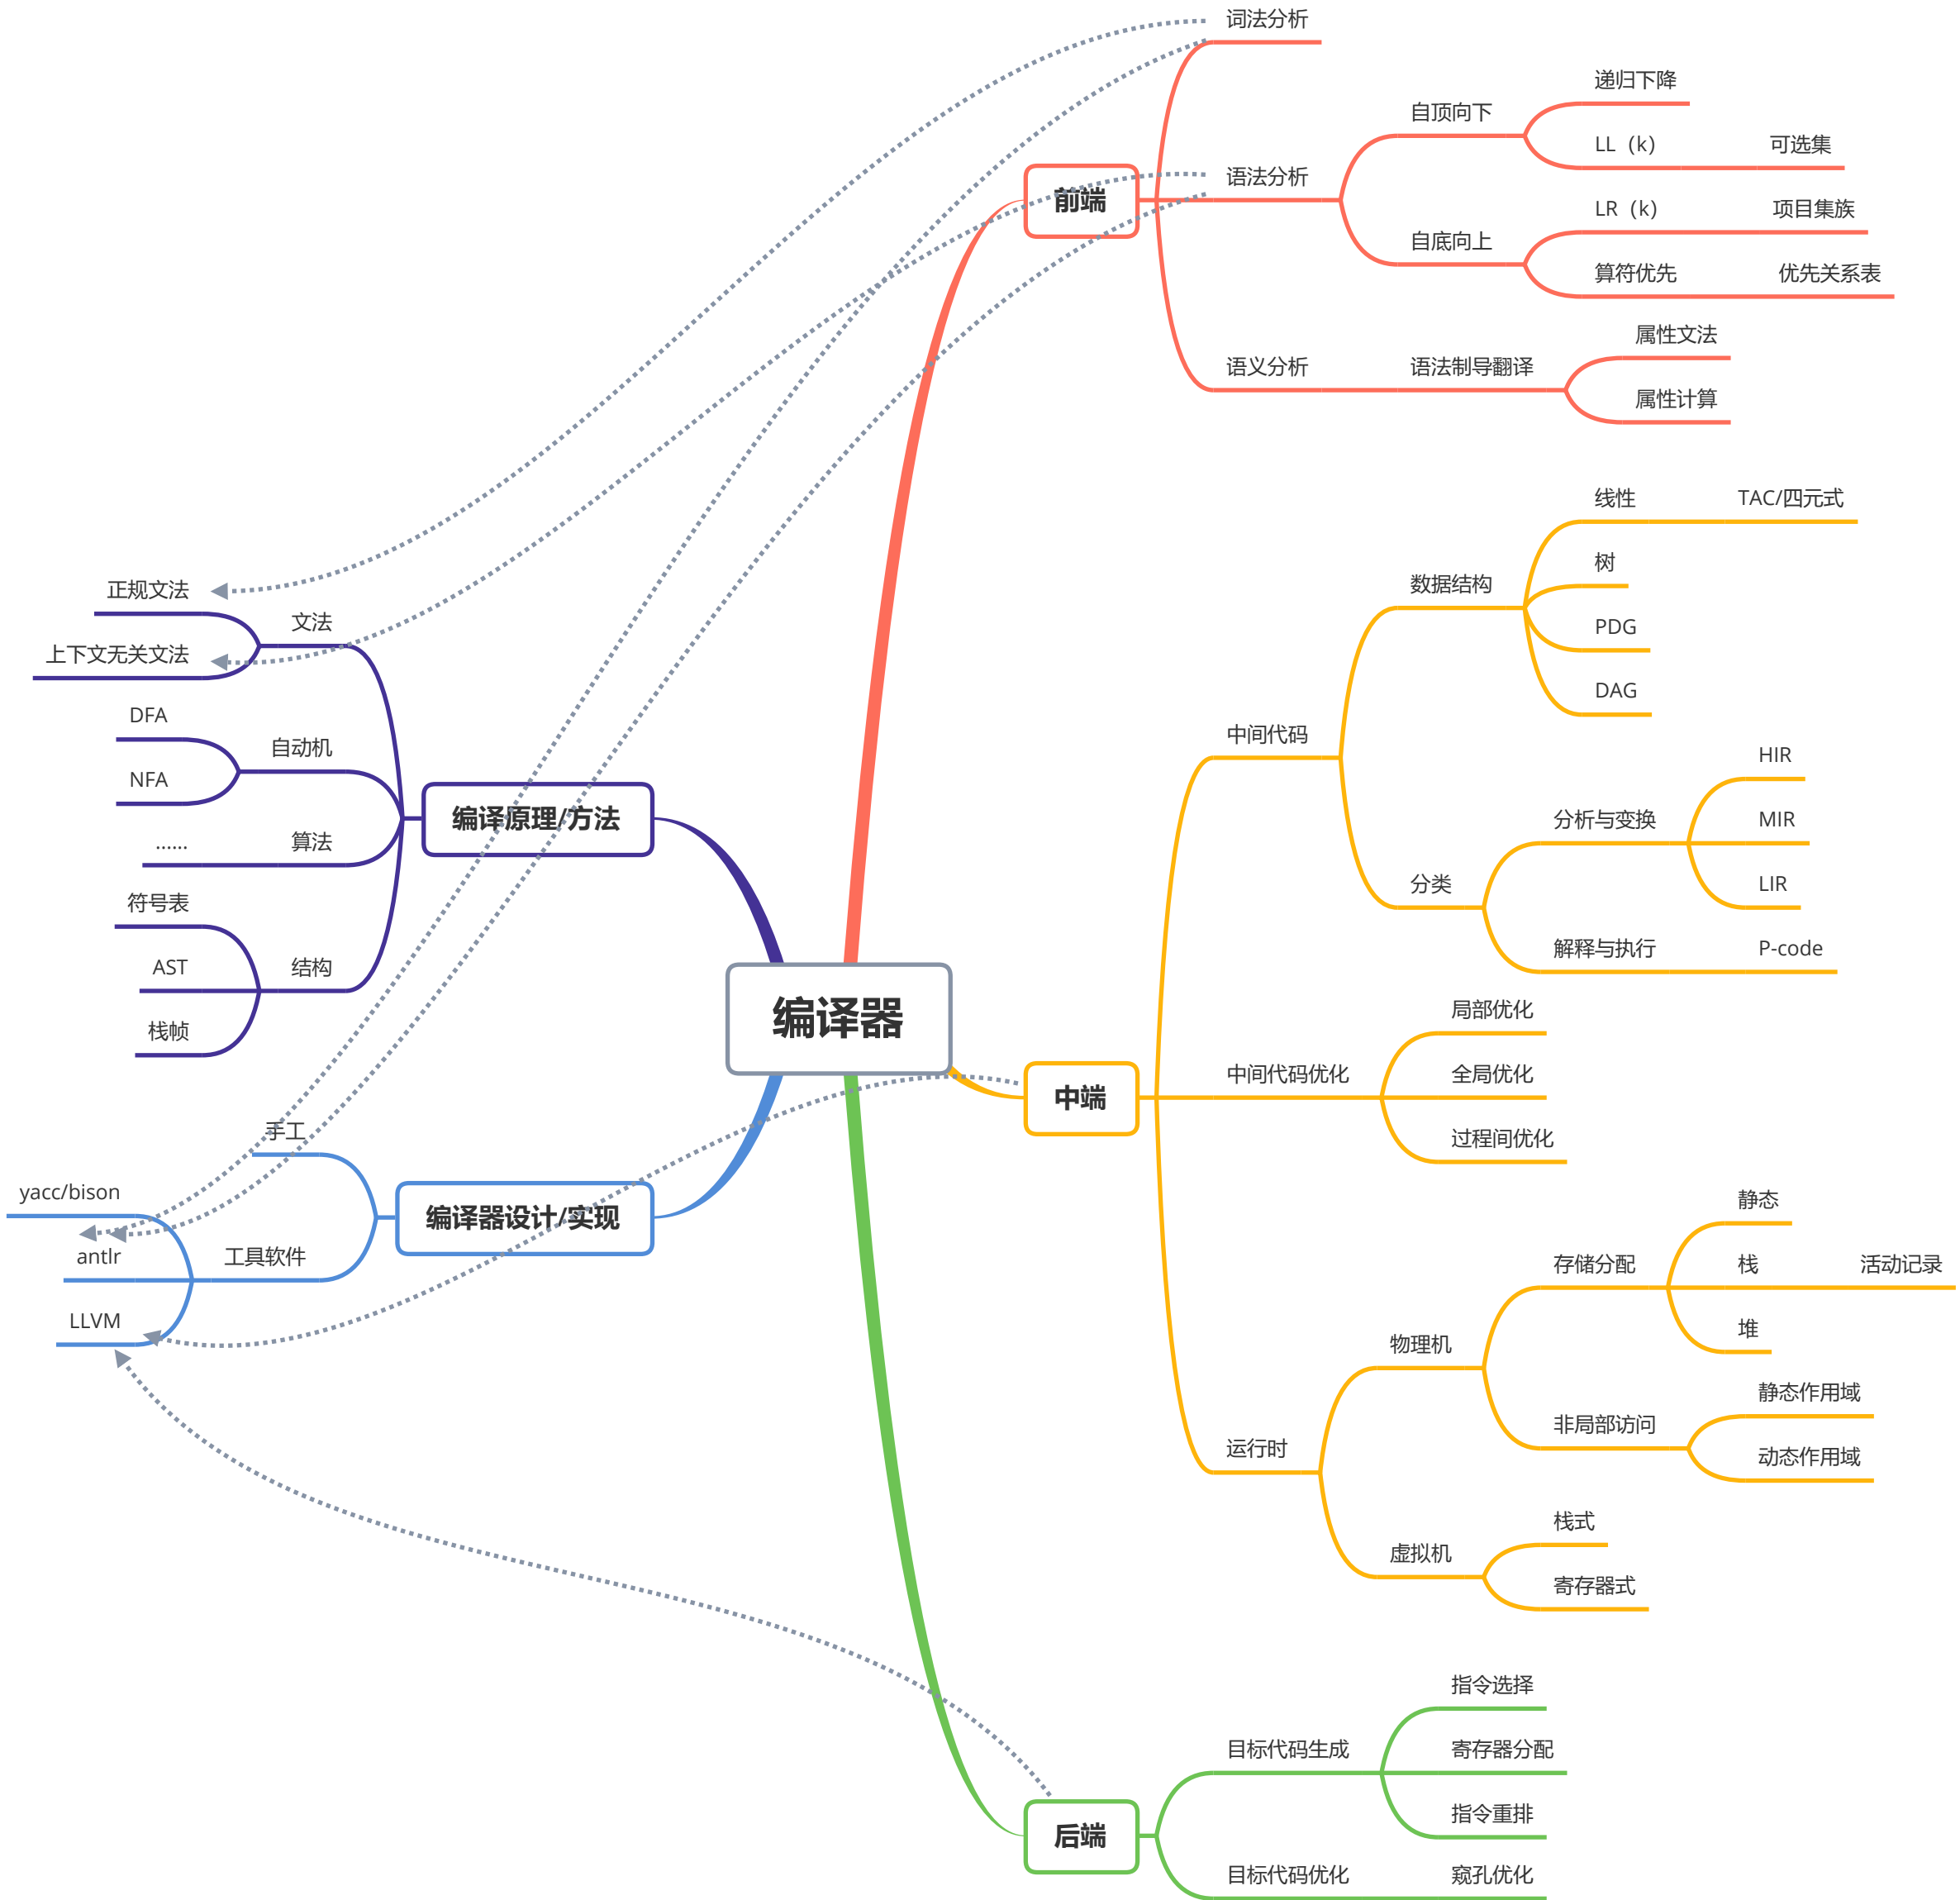 编译器
前端
词法分析
语法分析
自顶向下
递归下降
LL（k）
可选集
自底向上
LR（k）
项目集族
算符优先
优先关系表
语义分析
语法制导翻译
属性文法
属性计算
中端
中间代码
数据结构
线性
TAC/四元式
树
PDG
DAG
分类
分析与变换
HIR
MIR
LIR
解释与执行
P-code
中间代码优化
局部优化
全局优化
过程间优化
运行时
物理机
存储分配
静态
栈
活动记录
堆
非局部访问
静态作用域
动态作用域
虚拟机
栈式
寄存器式
后端
目标代码生成
指令选择
寄存器分配
指令重排
目标代码优化
窥孔优化
编译原理/方法
文法
正规文法
上下文无关文法
自动机
DFA
NFA
算法
......
结构
符号表
AST
栈帧
编译器设计/实现
手工
工具软件
yacc/bison
antlr
LLVM